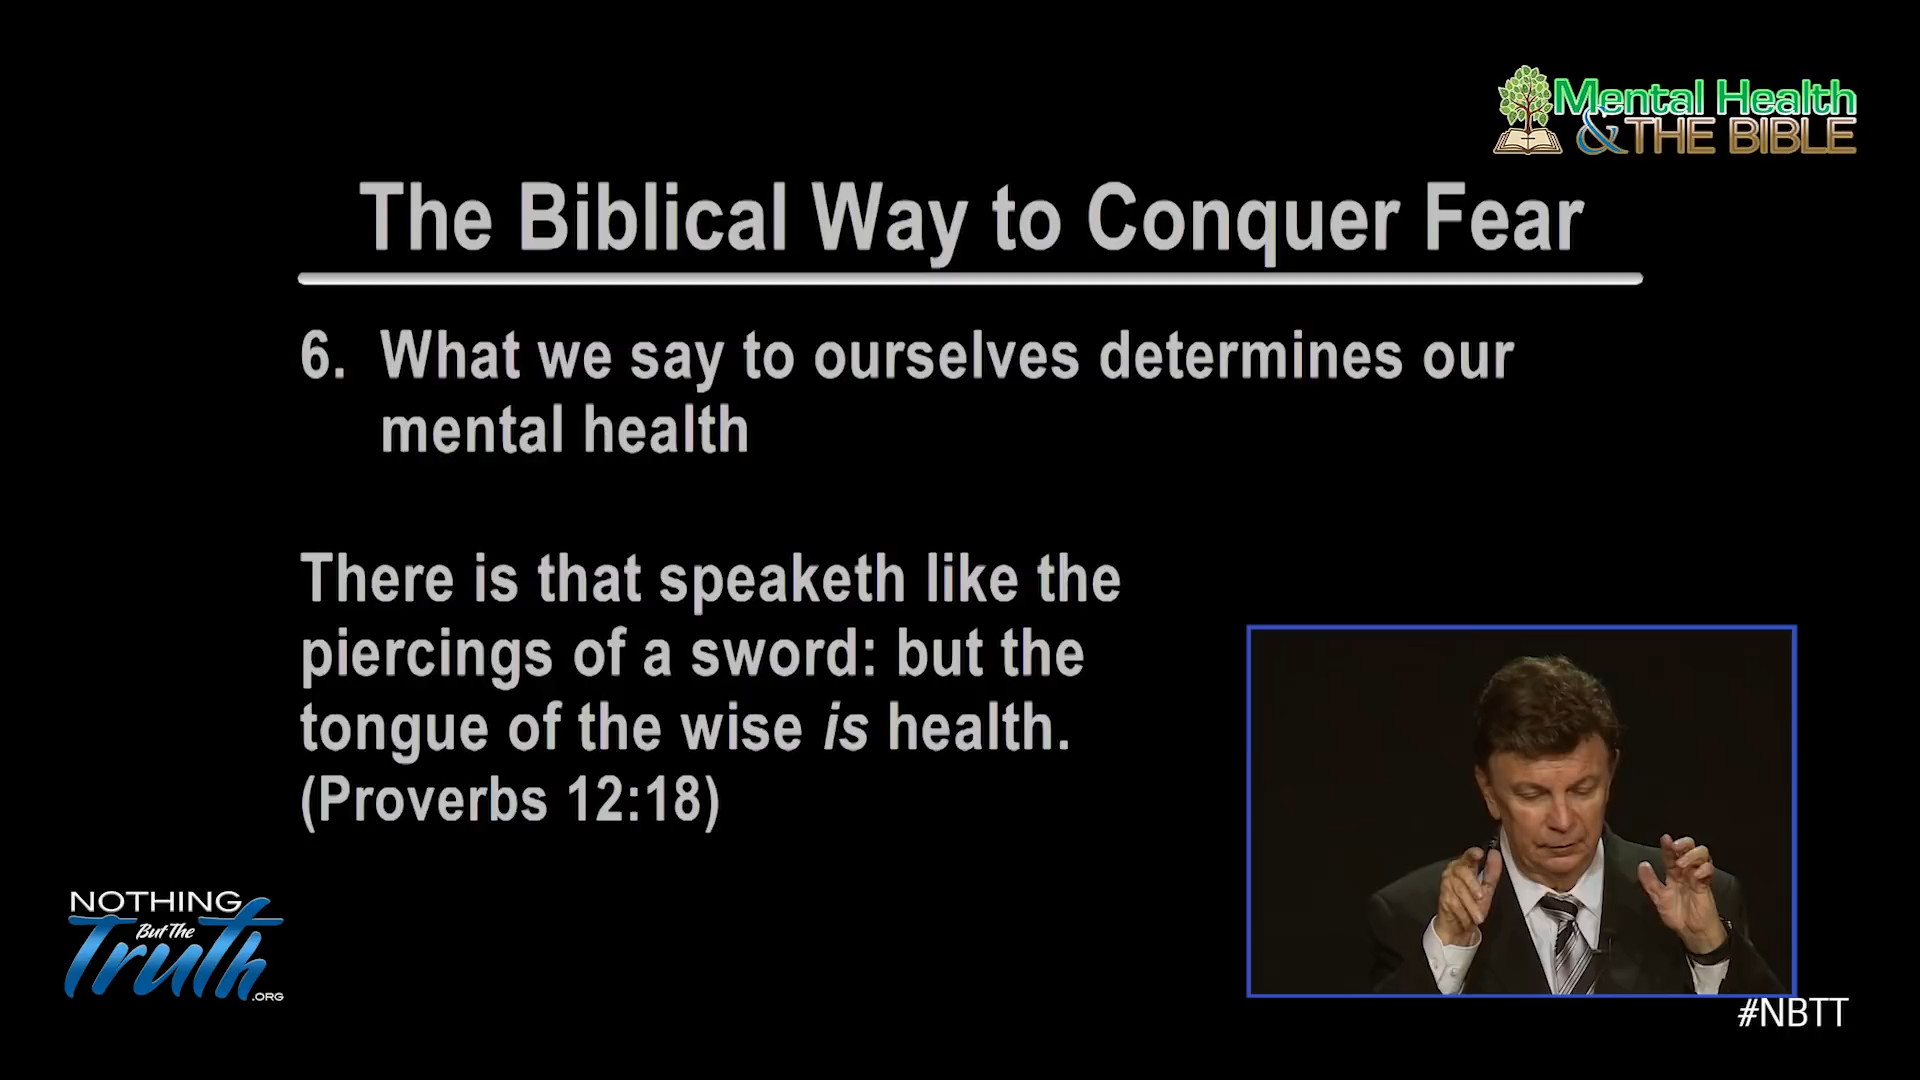 Mental Health
& THE BIBLE
The Biblical Way to Conquer Fear
6. What we say to ourselves determines our
mental health
There is that speaketh like the
piercings of a sword: but the
tongue of the wise is health.
(Proverbs 12:18)
NOTHING
But The
Truth
.ORG
#NBTT